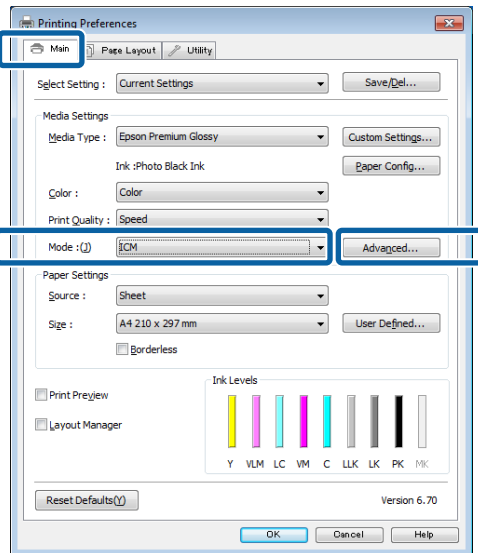 Printing Preferences
Main Page Layout Utility
Select Setting : Current Settings Save/Del...
Media Settings
Media Type : Epson Premium Glossy Custom Settings...
Ink :Photo Black Ink Paper Config...
Color : Color
Print Quality : Speed
Mode :(J) ICM Advanced...
Paper Settings
Source : Sheet
Size : A4 210 x 297 mm User Defined...
Borderless
Ink Levels
Print Preview
Layout Manager
Y VLM LC VM C LLK LK PK MK
Reset Defaults(Y) Version 6.70
OK Cancel Help